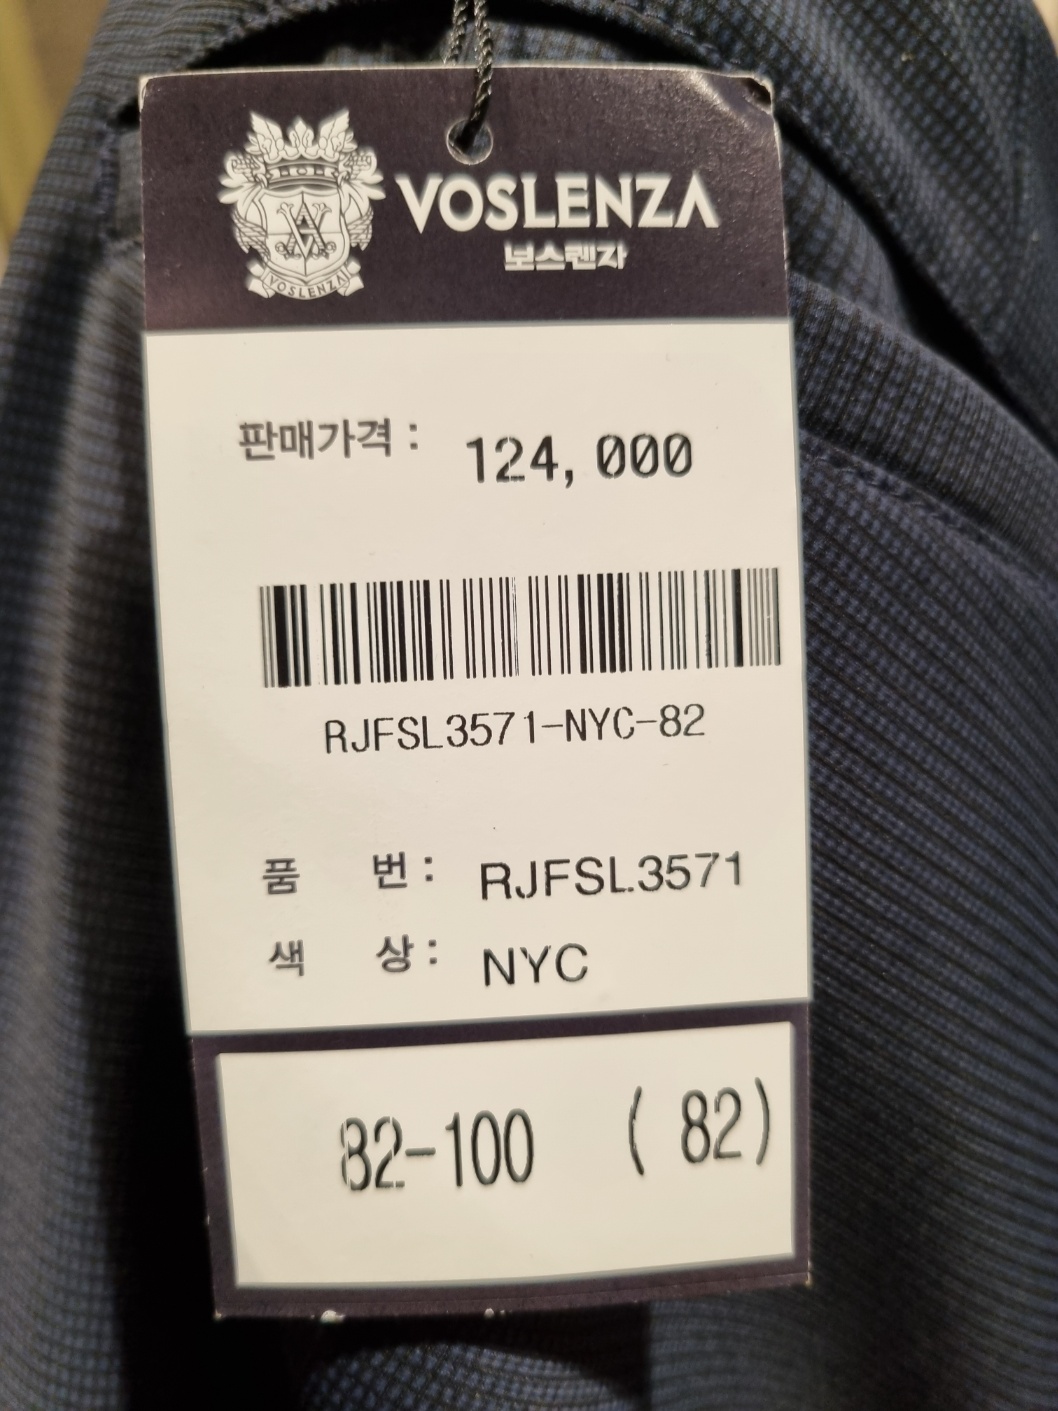 VOSLENZA
보스렌자
VOSLENZA
판매가격 : 124,000
RJFSL3571-NYC-82
품 번 : RJFSL3571
색 상 : NYC
82-100 ( 82)